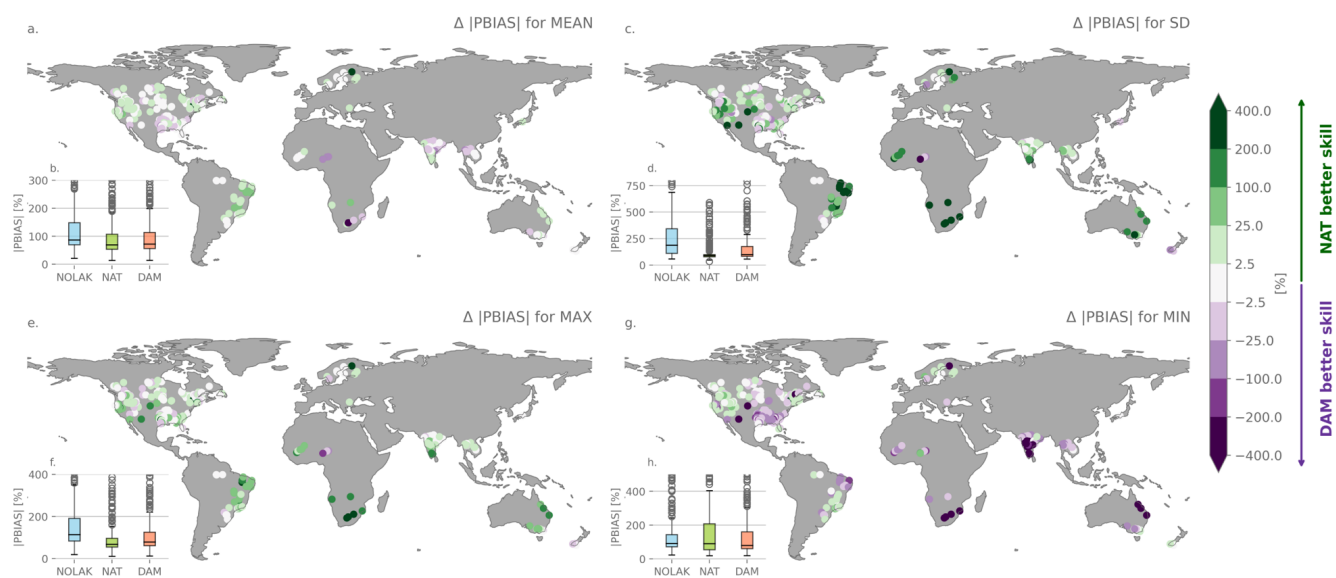 a.
Δ |PBIAS| for MEAN
b.
|PBIAS| [%]
300
200
100
0
NOLAK NAT DAM
c.
Δ |PBIAS| for SD
d.
|PBIAS| [%]
750
500
250
0
NOLAK NAT DAM
e.
Δ |PBIAS| for MAX
f.
|PBIAS| [%]
400
200
0
NOLAK NAT DAM
g.
Δ |PBIAS| for MIN
h.
|PBIAS| [%]
400
200
0
NOLAK NAT DAM
400.0
200.0
100.0
25.0
2.5
−2.5
−25.0
−100.0
−200.0
−400.0
[%]
NAT better skill
DAM better skill